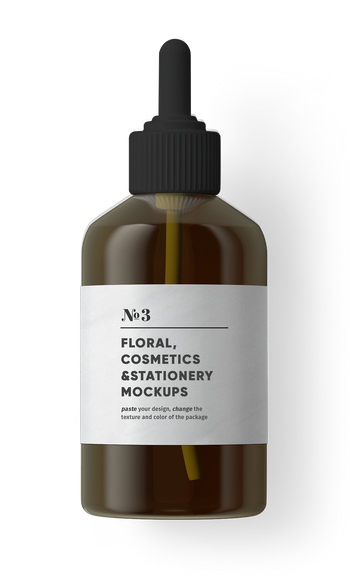 №3
FLORAL,
COSMETICS
&STATIONERY
MOCKUPS
paste your design, change the
texture and color of the package